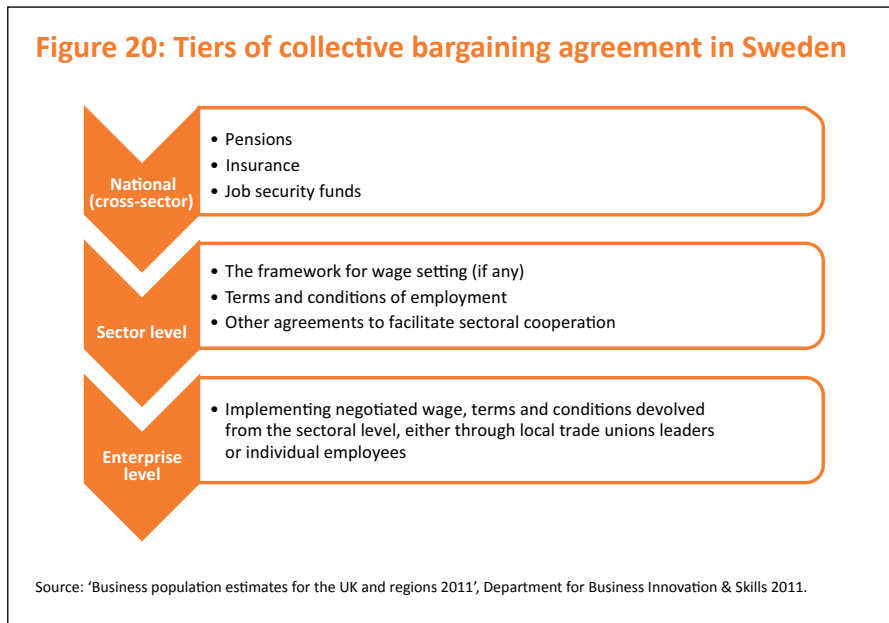 Figure 20: Tiers of collective bargaining agreement in Sweden
National
(cross-sector)
• Pensions
• Insurance
• Job security funds
Sector level
• The framework for wage setting (if any)
• Terms and conditions of employment
• Other agreements to facilitate sectoral cooperation
Enterprise
level
• Implementing negotiated wage, terms and conditions devolved
from the sectoral level, either through local trade unions leaders
or individual employees
Source: ‘Business population estimates for the UK and regions 2011’, Department for Business Innovation & Skills 2011.